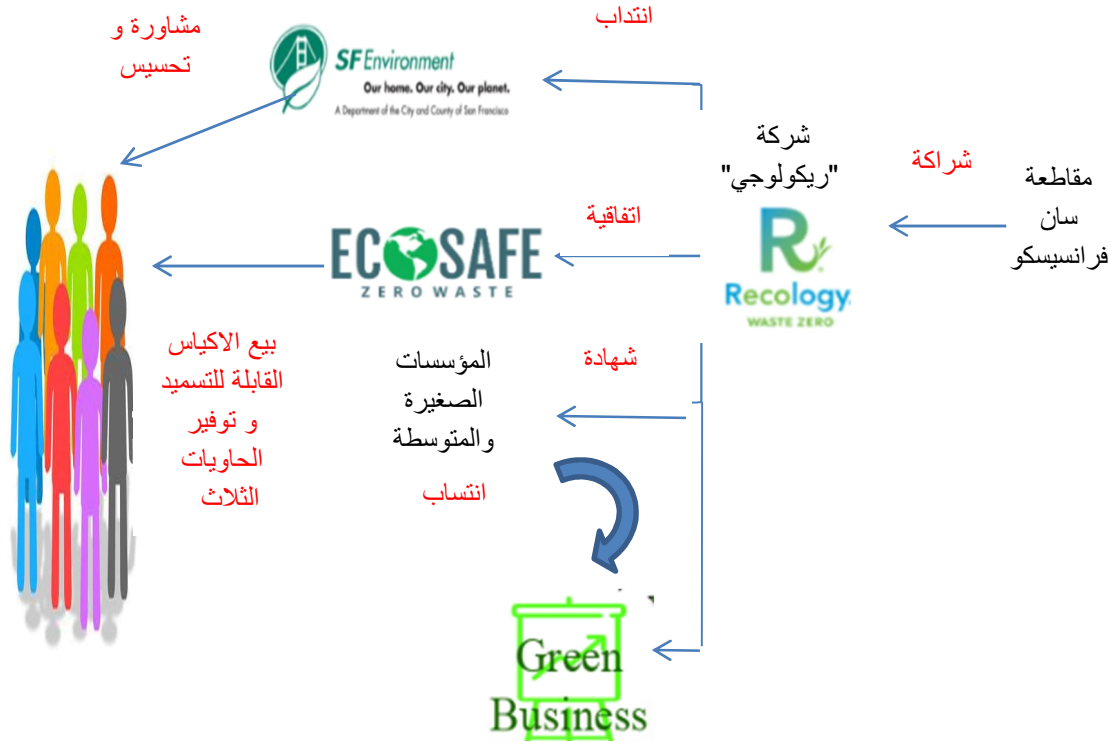 انتداب
مشاورة و
تحسيس
SF Environment
Our home. Our city. Our planet.
A Department of the City and County of San Francisco
شركة
"ريكولوجي"
شراكة
مقاطعة
سان
فرانسيسكو
اتفاقية
ECOSAFE
ZERO WASTE
R
Recology
WASTE ZERO
بيع الاكياس
القابلة للتسميد
و توفير
الحاويات
الثلاث
المؤسسات
الصغيرة
والمتوسطة
شهادة
انتساب
Green
Business